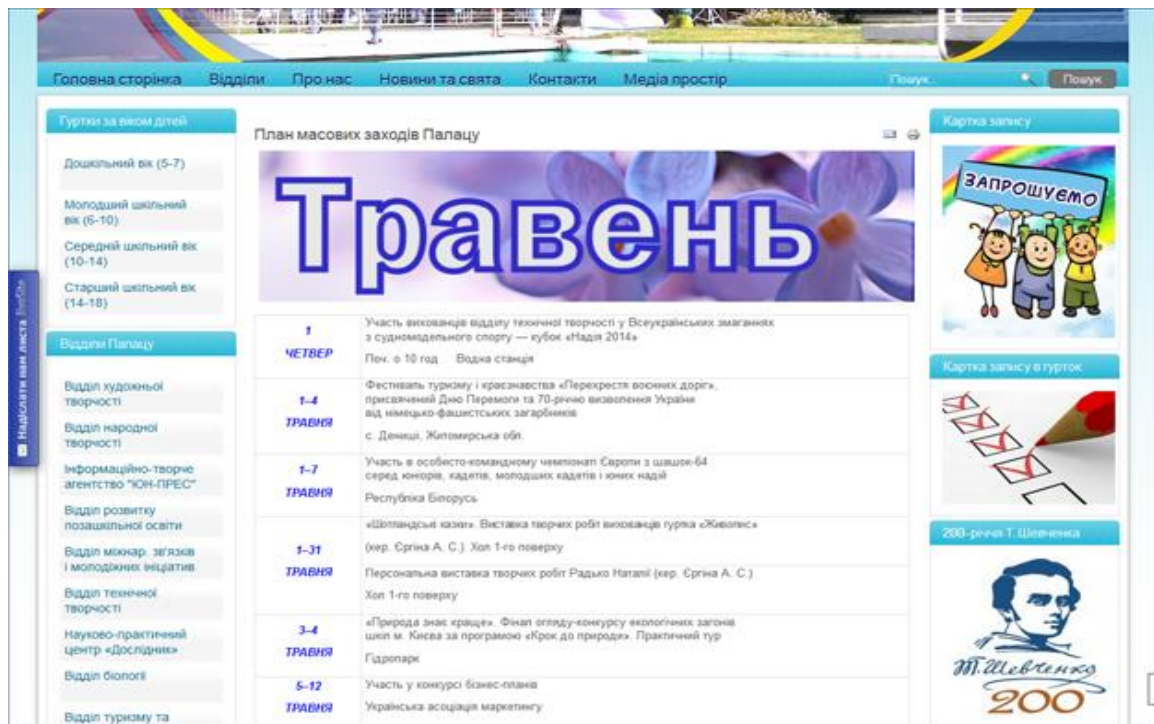 Головна сторінка Відділи Про нас Новини та свята Контакти Медіа простір Пошук... Пошук
Гуртки за віком дітей
Дошкільний вік (5-7)
Молодший шкільний
вік (6-10)
Середній шкільний вік
(10-14)
Старший шкільний вік
(14-18)
Надіслати нам листа
Відділи Палацу
Відділ художньої
творчості
Відділ народної
творчості
Інформаційно-творче
агентство "ЮН-ПРЕС"
Відділ розвитку
позашкільної освіти
Відділ міжнар. зв'язків
і молодіжних ініціатив
Відділ технічної
творчості
Науково-практичний
центр «Дослідник»
Відділ біології
Відділ туризму та
План масових заходів Палацу
Травень
1
ЧЕТВЕР
Участь вихованців відділу технічної творчості у Всеукраїнських змаганнях
з судномодельного спорту — кубок «Надія 2014»
Поч. о 10 год Водна станція
1–4
ТРАВНЯ
Фестиваль туризму і краєзнавства «Перехрестя воєнних доріг»,
присвячений Дню Перемоги та 70-річчю визволення України
від німецько-фашистських загарбників
с. Дениші, Житомирська обл.
1–7
ТРАВНЯ
Участь в особисто-командному чемпіонаті Європи з шашок-64
серед юніорів, кадетів, молодших кадетів і юних надій
Республіка Білорусь
1–31
ТРАВНЯ
«Шотландські казки». Виставка творчих робіт вихованців гуртка «Живопис»
(кер. Єргіна А. С.) Хол 1-го поверху
Персональна виставка творчих робіт Радько Наталії (кер. Єргіна А. С.)
Хол 1-го поверху
3–4
ТРАВНЯ
«Природа знає краще». Фінал огляду-конкурсу екологічних загонів
шкіл м. Києва за програмою «Крок до природи». Практичний тур
Гідропарк
5–12
ТРАВНЯ
Участь у конкурсі бізнес-планів
Українська асоціація маркетингу
Картка запису
ЗАПРОШУЄМО
Картка запису в гурток
200-річчя Т. Шевченка
Т. Шевченко
200